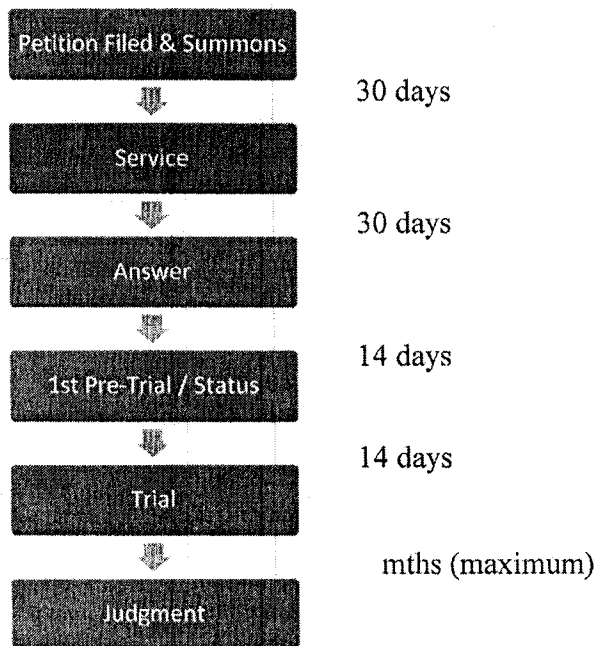 Petition Filed & Summons
30 days
Service
30 days
Answer
14 days
1st Pre-Trial / Status
14 days
Trial
mths (maximum)
Judgment